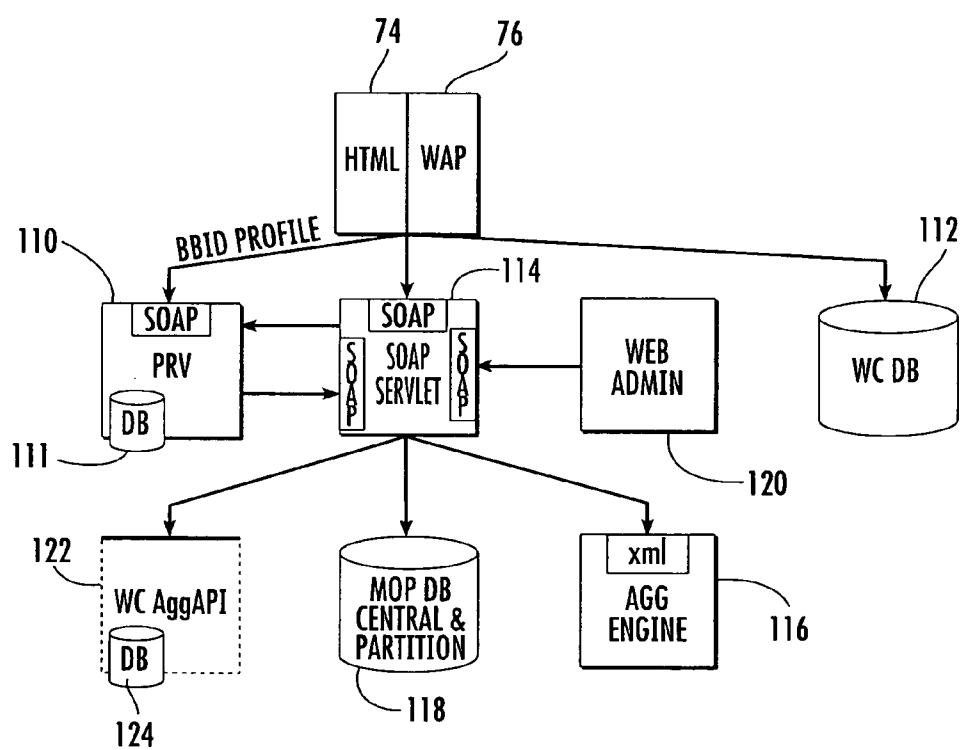 74
76
HTML
WAP
BBID PROFILE
110
114
112
SOAP
PRV
DB
111
SOAP
SOAP
SOAP
SERVLET
SOAP
WEB
ADMIN
120
WC DB
122
WC AggAPI
DB
124
MOP DB
CENTRAL &
PARTITION
118
xml
AGG
ENGINE
116